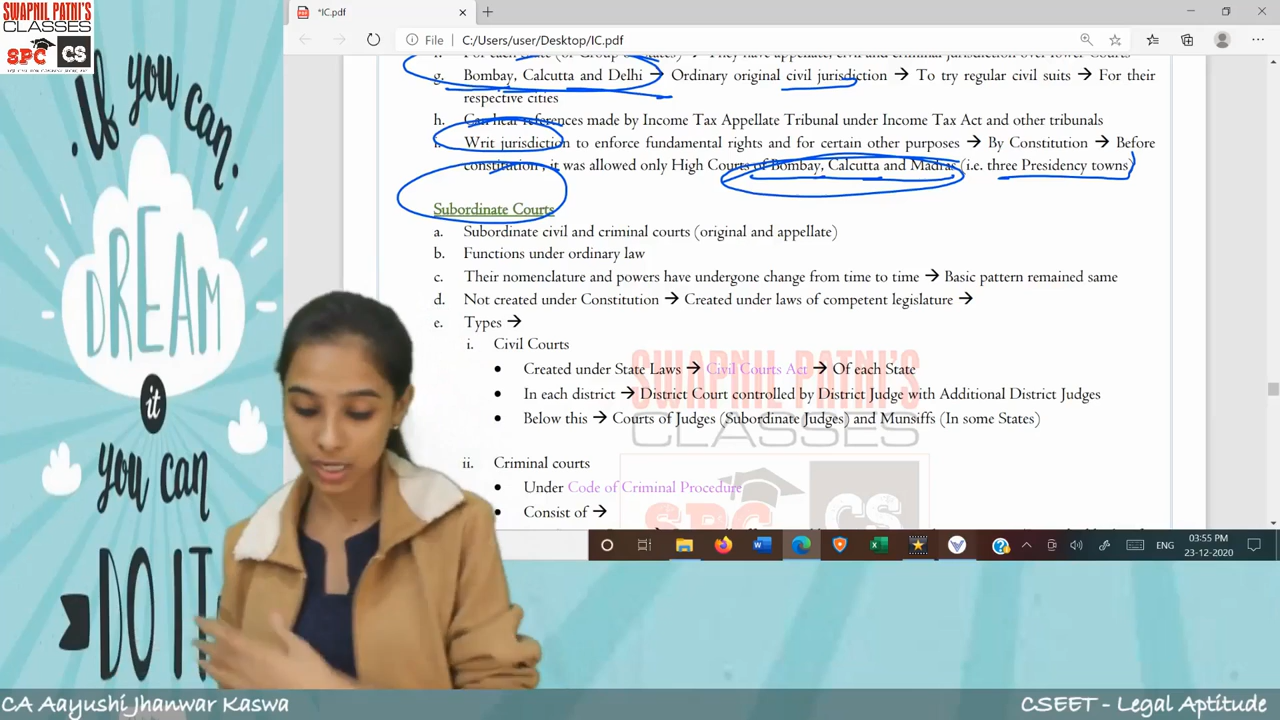 SWAPNIL PATNI'S
CLASSES
SPC CS
If you can
DREAM
it
you can
DO IT
*IC.pdf
File C:/Users/user/Desktop/IC.pdf
g. Bombay, Calcutta and Delhi → Ordinary original civil jurisdiction → To try regular civil suits → For their
respective cities
h. Can hear references made by Income Tax Appellate Tribunal under Income Tax Act and other tribunals
i. Writ jurisdiction to enforce fundamental rights and for certain other purposes → By Constitution → Before
constitution , it was allowed only High Courts of Bombay, Calcutta and Madras (i.e. three Presidency towns)
Subordinate Courts
a. Subordinate civil and criminal courts (original and appellate)
b. Functions under ordinary law
c. Their nomenclature and powers have undergone change from time to time → Basic pattern remained same
d. Not created under Constitution → Created under laws of competent legislature →
e. Types →
i. Civil Courts
• Created under State Laws → Civil Courts Act → Of each State
• In each district → District Court controlled by District Judge with Additional District Judges
• Below this → Courts of Judges (Subordinate Judges) and Munsiffs (In some States)
SWAPNIL PATNI'S
CLASSES
ii. Criminal courts
• Under Code of Criminal Procedure
• Consist of →
SPC CS
ENG
03:55 PM
23-12-2020
CA Aayushi Jhanwar Kaswa
CSEET - Legal Aptitude